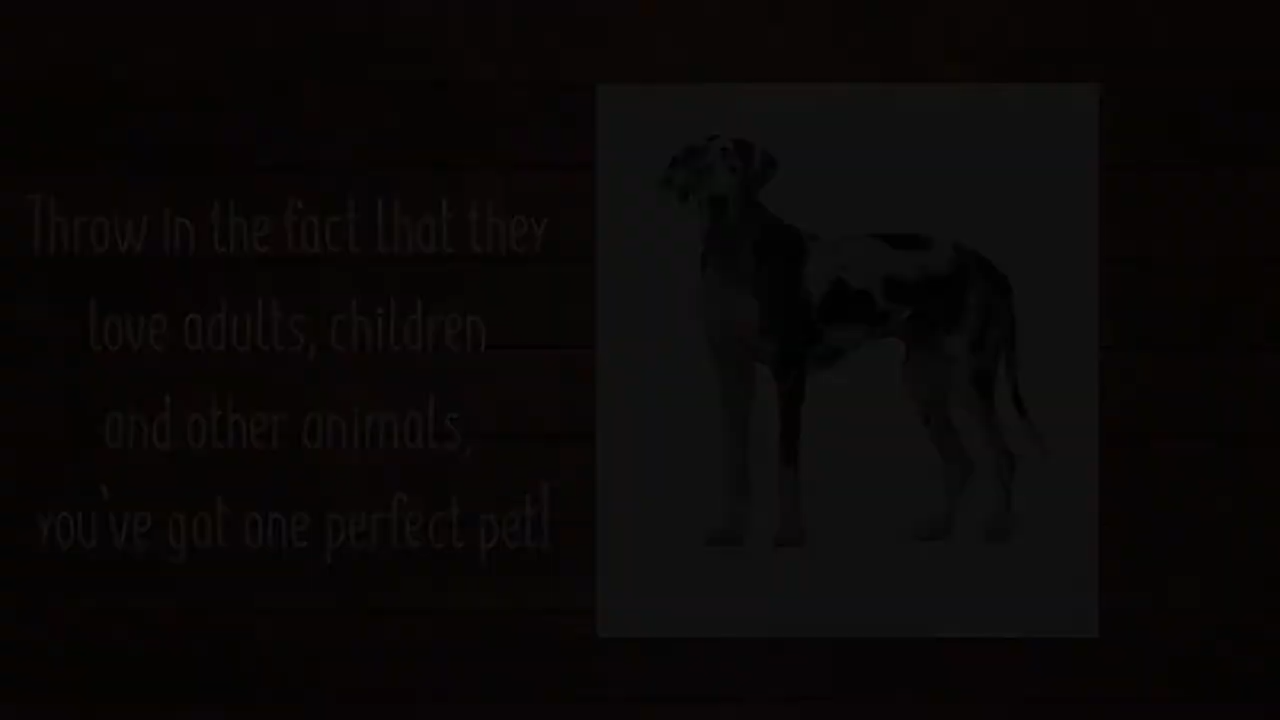 Throw in the fact that they
love adults, children
and other animals,
you've got one perfect pet!